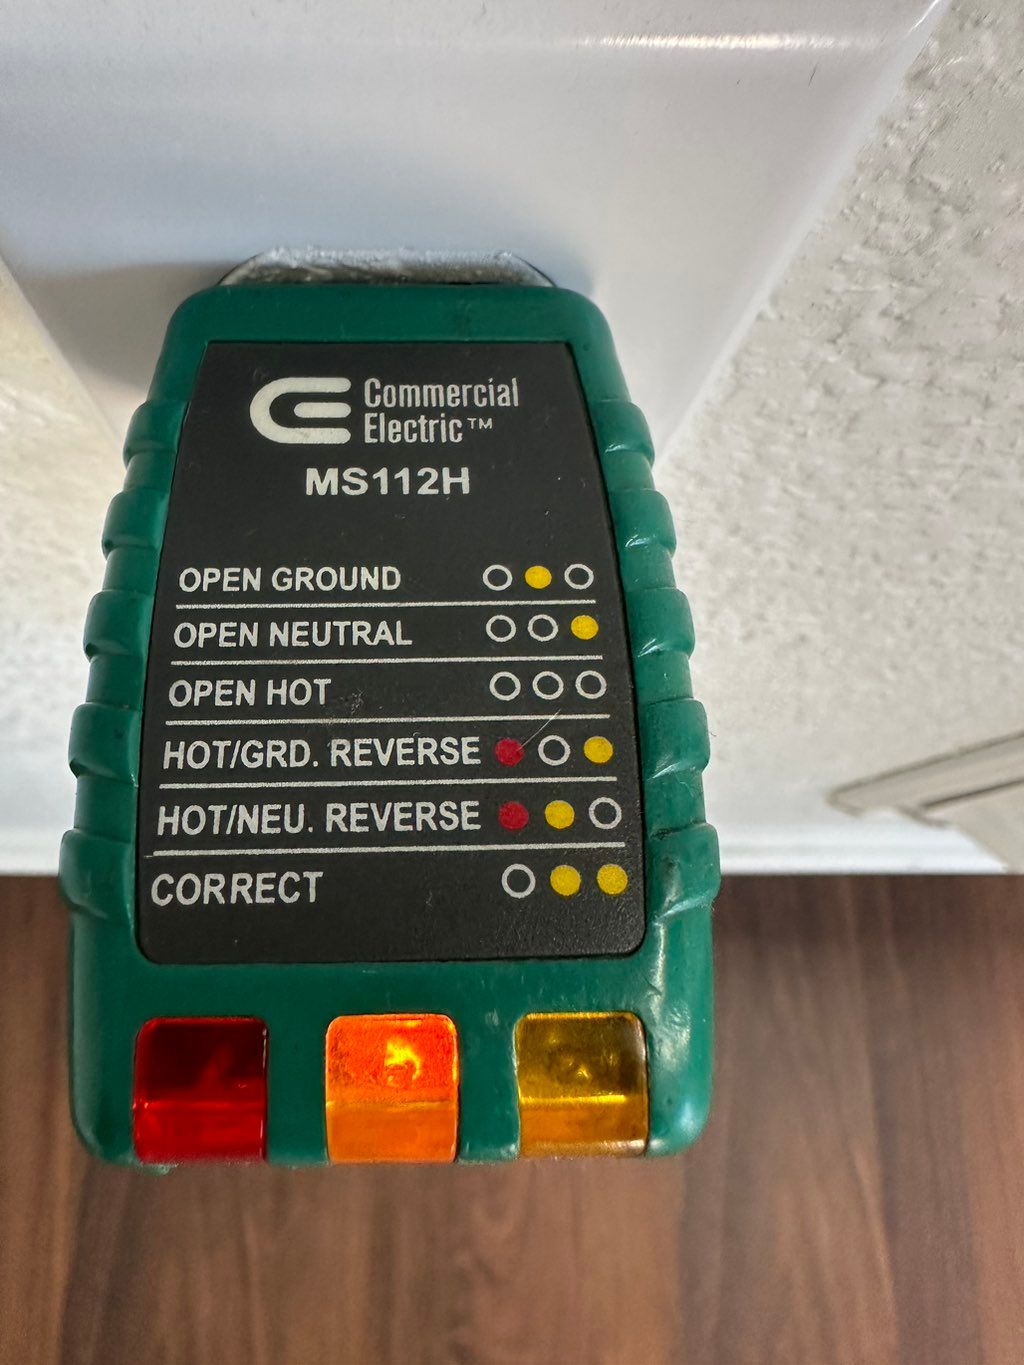 Commercial
Electric™
MS112H
OPEN GROUND
OPEN NEUTRAL
OPEN HOT
HOT/GRD. REVERSE
HOT/NEU. REVERSE
CORRECT